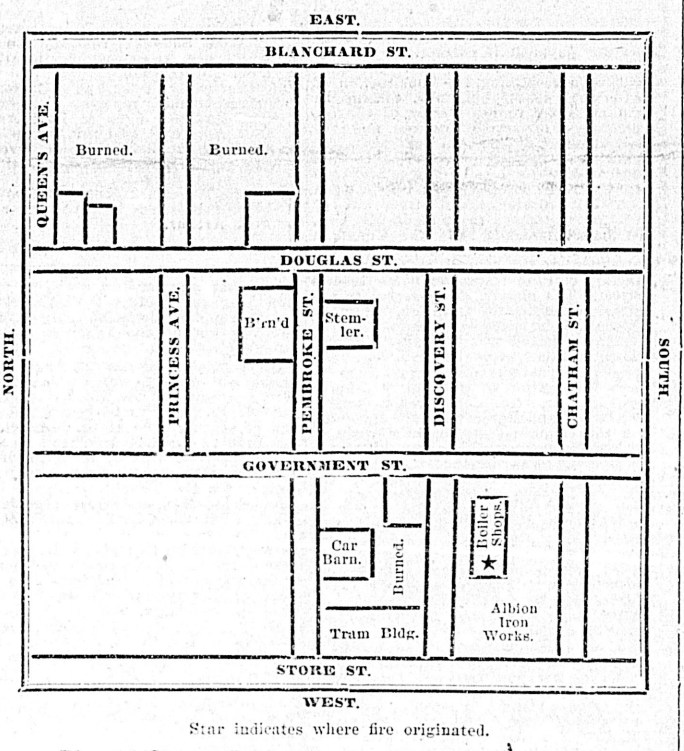 EAST.
BLANCHARD ST.
QUEEN'S AVE.
Burned.
Burned.
DOUGLAS ST.
NORTH.
PRINCESS AVE.
B'rn'd
PEMBROKE ST.
Stem-
ler.
DISCOVERY ST.
CHATHAM ST.
SOUTH.
GOVERNMENT ST.
Car
Barn.
Burned.
Boiler
Shops.
Tram Bldg.
Albion
Iron
Works.
STORE ST.
WEST.
Star indicates where fire originated.